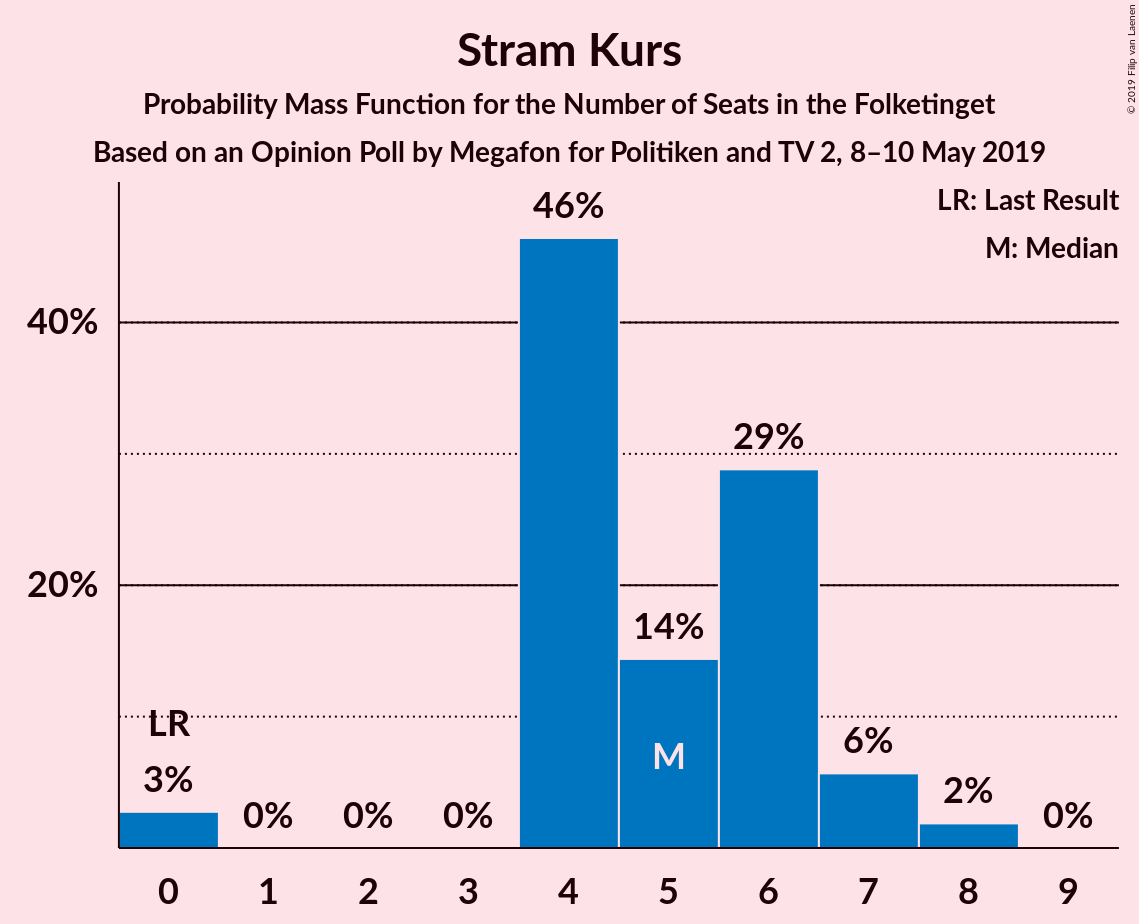 Stram Kurs
Probability Mass Function for the Number of Seats in the Folketinget
Based on an Opinion Poll by Megafon for Politiken and TV 2, 8–10 May 2019
© 2019 Filip van Laenen
LR: Last Result
M: Median
46%
40%
29%
20%
14%
LR
M
6%
3%
2%
0%
0%
0%
0%
0 1 2 3 4 5 6 7 8 9